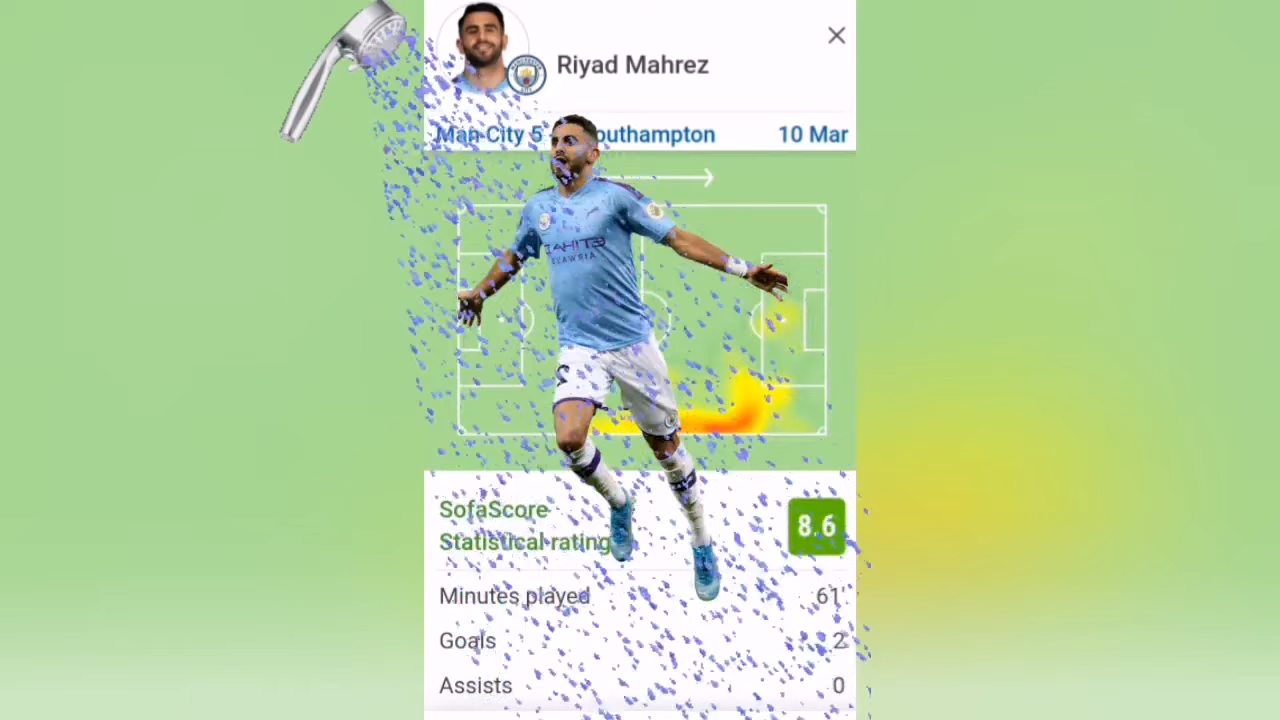 Riyad Mahrez
Man City 5 - outhampton 10 Mar
SofaScore
Statistical rating 8.6
Minutes played 61
Goals 2
Assists 0